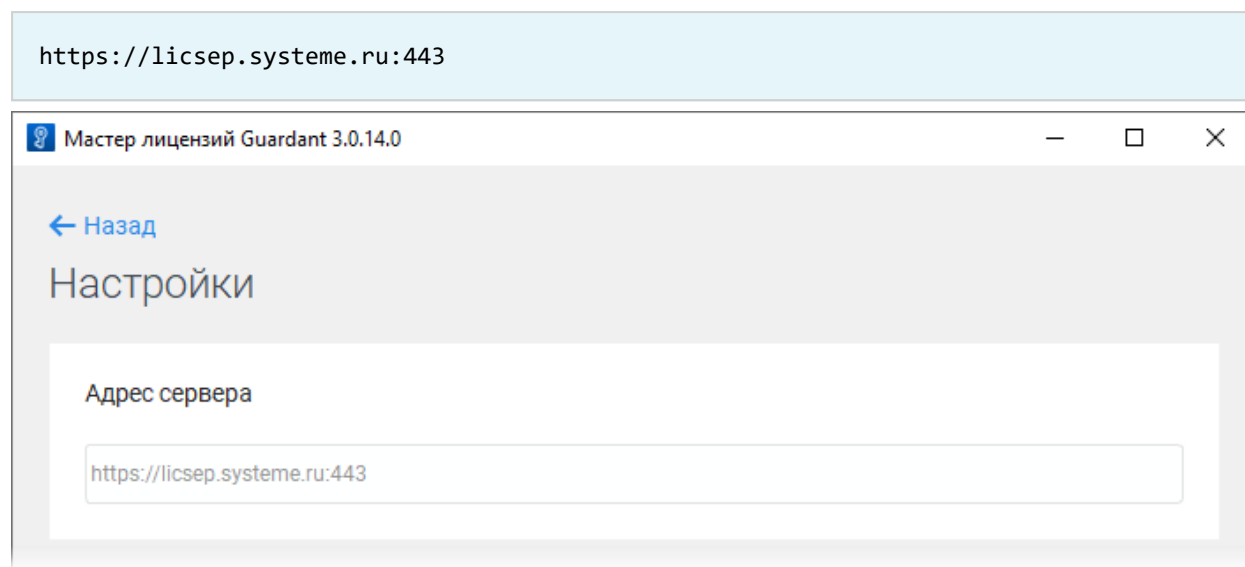 https://licsep.systeme.ru:443
Мастер лицензий Guardant 3.0.14.0
Назад
Настройки
Адрес сервера
https://licsep.systeme.ru:443